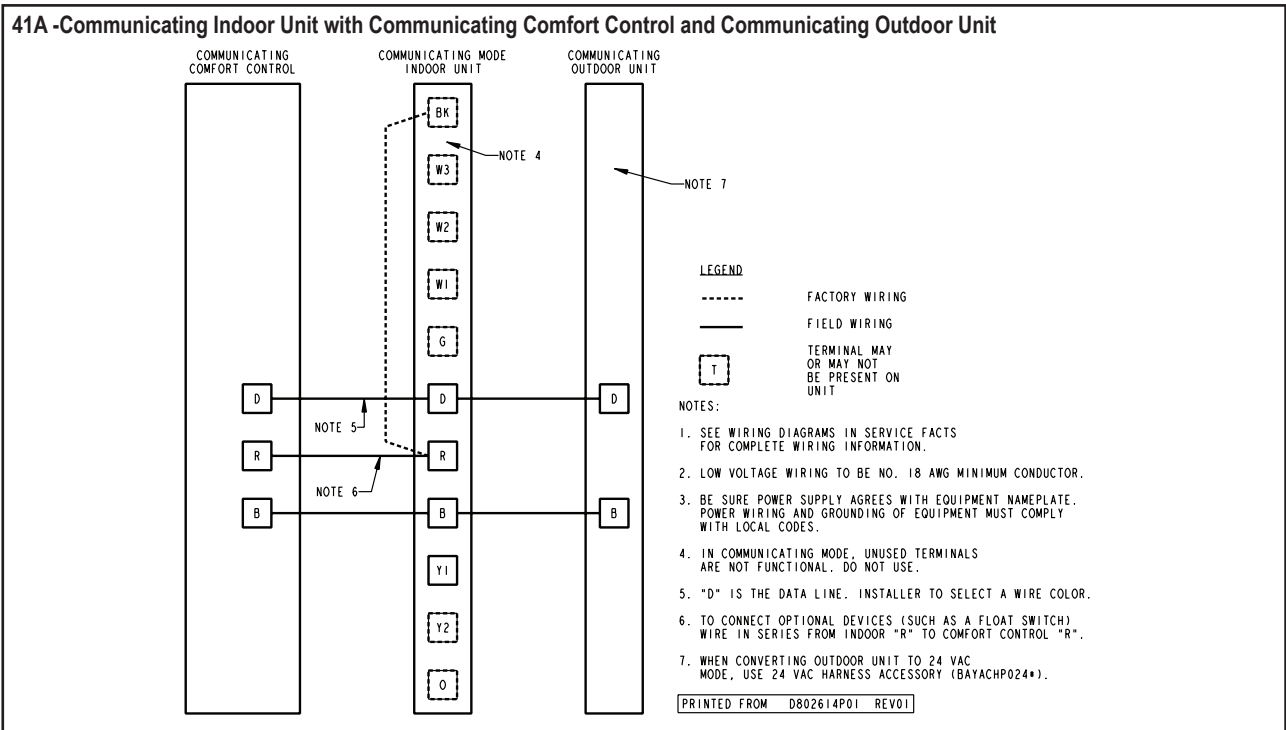 41A -Communicating Indoor Unit with Communicating Comfort Control and Communicating Outdoor Unit
COMMUNICATING
COMFORT CONTROL
COMMUNICATING MODE
INDOOR UNIT
COMMUNICATING
OUTDOOR UNIT
BK
NOTE 4
W3
NOTE 7
W2
W1
G
D
D
D
NOTE 5
R
R
NOTE 6
B
B
B
Y1
Y2
O
LEGEND
FACTORY WIRING
FIELD WIRING
T
TERMINAL MAY
OR MAY NOT
BE PRESENT ON
UNIT
NOTES:
1. SEE WIRING DIAGRAMS IN SERVICE FACTS
FOR COMPLETE WIRING INFORMATION.
2. LOW VOLTAGE WIRING TO BE NO. 18 AWG MINIMUM CONDUCTOR.
3. BE SURE POWER SUPPLY AGREES WITH EQUIPMENT NAMEPLATE.
POWER WIRING AND GROUNDING OF EQUIPMENT MUST COMPLY
WITH LOCAL CODES.
4. IN COMMUNICATING MODE, UNUSED TERMINALS
ARE NOT FUNCTIONAL. DO NOT USE.
5. "D" IS THE DATA LINE. INSTALLER TO SELECT A WIRE COLOR.
6. TO CONNECT OPTIONAL DEVICES (SUCH AS A FLOAT SWITCH)
WIRE IN SERIES FROM INDOOR "R" TO COMFORT CONTROL "R".
7. WHEN CONVERTING OUTDOOR UNIT TO 24 VAC
MODE, USE 24 VAC HARNESS ACCESSORY (BAYACHP024*).
PRINTED FROM D802614P01 REV01